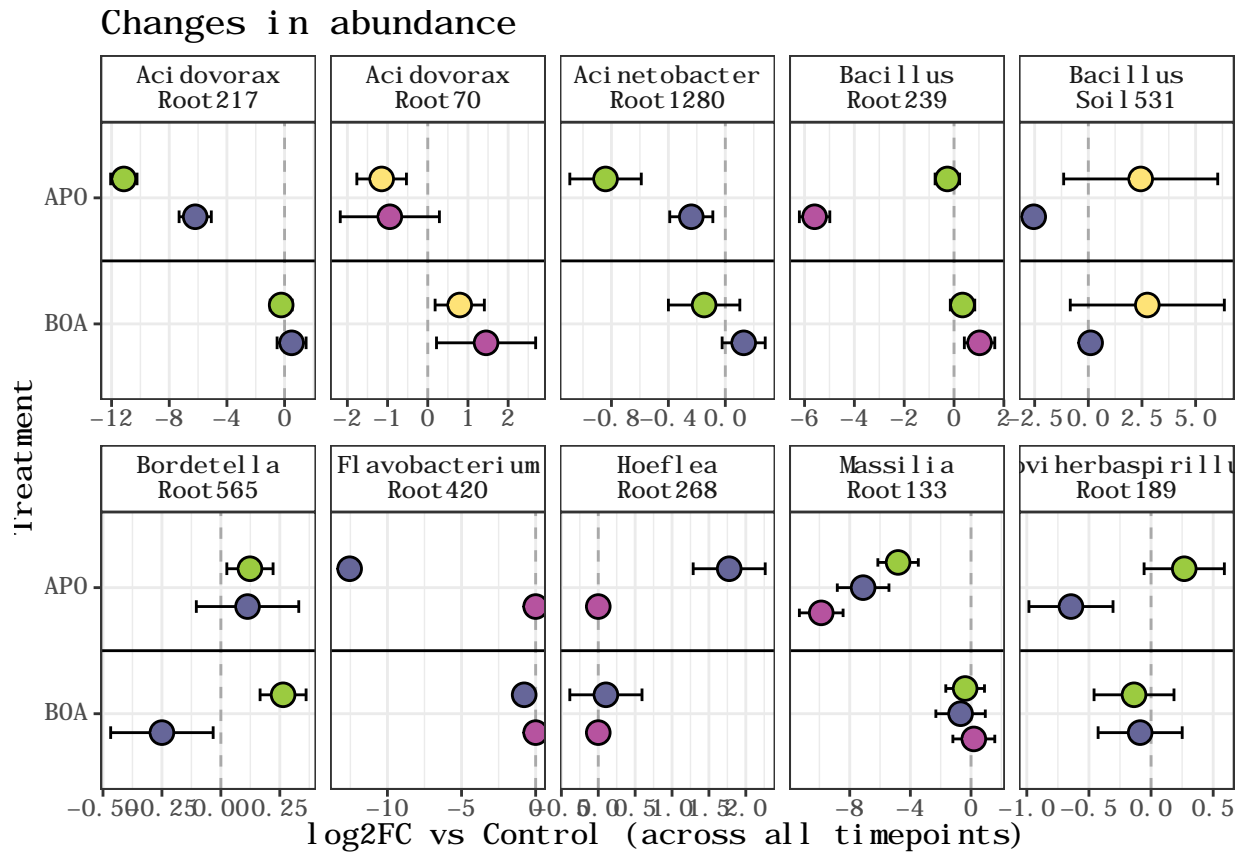 Changes in abundance
Acidovorax
Root217
Acidovorax
Root70
Acinetobacter
Root1280
Bacillus
Root239
Bacillus
Soil531
APO
BOA
−12 −8 −4 0
−2 −1 0 1 2
−0.8 −0.4 0.0
−6 −4 −2 0 2
−2.5 0.0 2.5 5.0
Treatment
Bordetella
Root565
Flavobacterium
Root420
Hoeflea
Root268
Massilia
Root133
oviherbaspirillu
Root189
APO
BOA
−0.50 −0.25 0.00 0.25
−10 −5 0
−0.5 0.0 0.5 1.0 1.5 2.0
−8 −4 0
−1.0 −0.5 0.0 0.5
log2FC vs Control (across all timepoints)